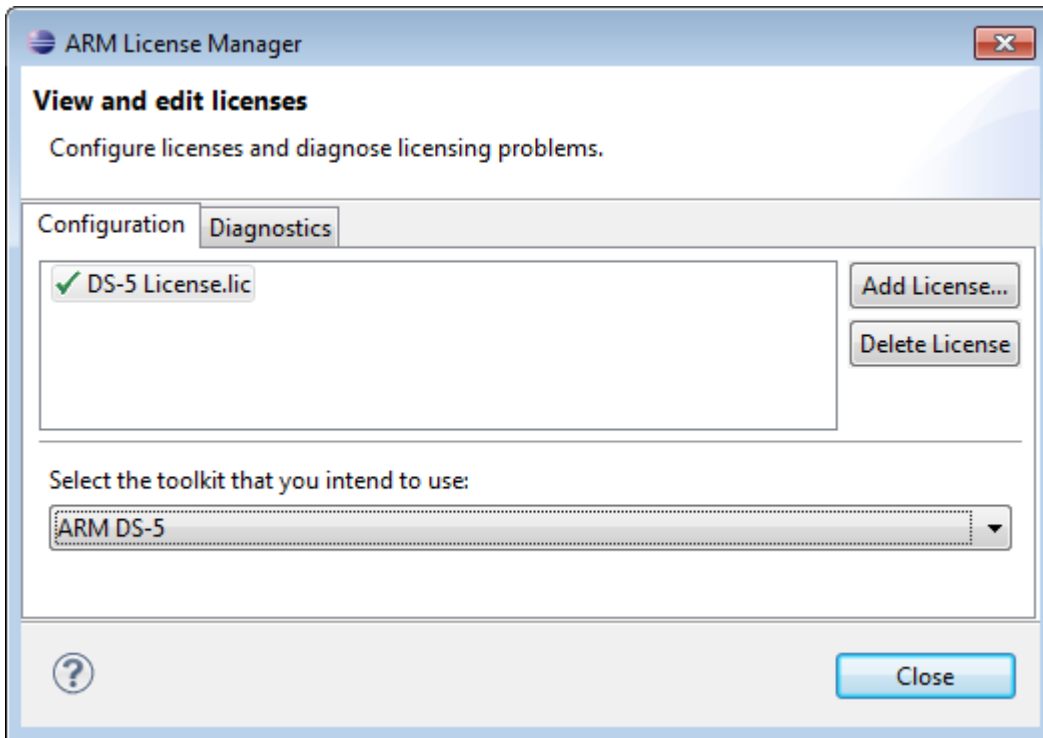 ARM License Manager
View and edit licenses
Configure licenses and diagnose licensing problems.
Configuration
Diagnostics
DS-5 License.lic
Add License...
Delete License
Select the toolkit that you intend to use:
ARM DS-5
?
Close